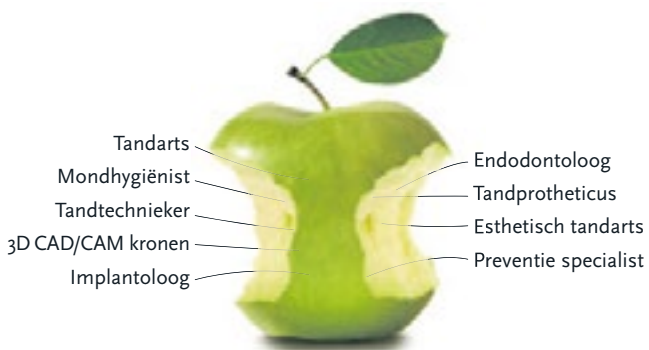 Tandarts
Mondhygiënist
Tandtechnieker
3D CAD/CAM kronen
Implantoloog
Endodontoloog
Tandprotheticus
Esthetisch tandarts
Preventie specialist